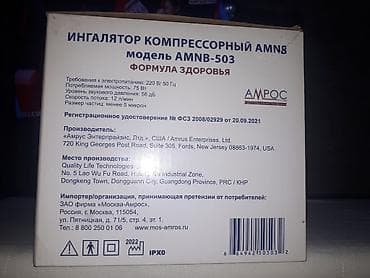 ИНГАЛЯТОР КОМПРЕССОРНЫЙ AMN8
модель AMNB-503
ФОРМУЛА ЗДОРОВЬЯ
Требования к электропитанию: 220 В/ 50 Гц
Потребляемая мощность: 75 Вт
Уровень звукового давления: 58 дБ
Скорость потока: 12 л/мин
Размер частиц: менее 5 микрон
АМРОС
Регистрационное удостоверение № ФСЗ 2008/02929 от 20.09.2021
Производитель:
«Амрус Энтерпрайзис, Лтд.», США / Amrus Enterprises, Ltd.
720 King Georges Post Road, Suite 305, Fords, New Jersey 08863-1974, USA
Место производства:
Quality Life Technologies
No. 5 Lao Wu Fu Road, Industrial Zone,
Dongkeng Town, Dongguann City, Guangdong Province, PRC / КНР
Импортер/организация, принимающая претензии от потребителей:
ЗАО фирма «Москва-Амрос»,
Россия, г. Москва, 115054,
ул. Пятницкая, д. 71/5, стр. 4, эт. 1.
Тел.: 8 800 250 01 06
www.mos-amros.ru
2022
IPX0